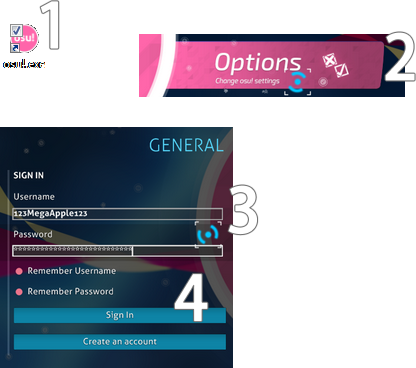 1
osu!
osu!.exe
2
Options
Change osu! settings
GENERAL
SIGN IN
Username
123MegaApple123
3
Password
Remember Username
Remember Password
4
Sign In
Create an account